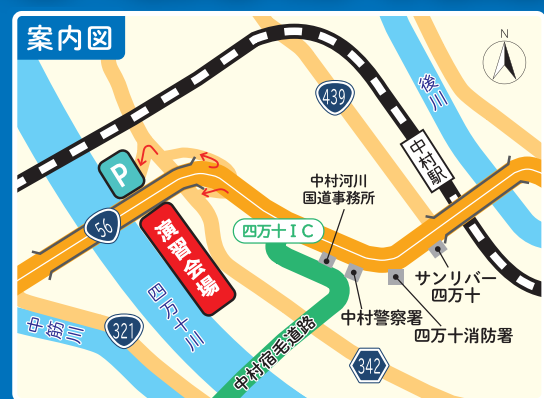 案内図
N
439
後川
中村駅
P
中村河川
国道事務所
56
四万十IC
演習会場
サンリバー
四万十
四万十川
中村警察署
四万十消防署
中筋川
321
中村宿毛道路
342